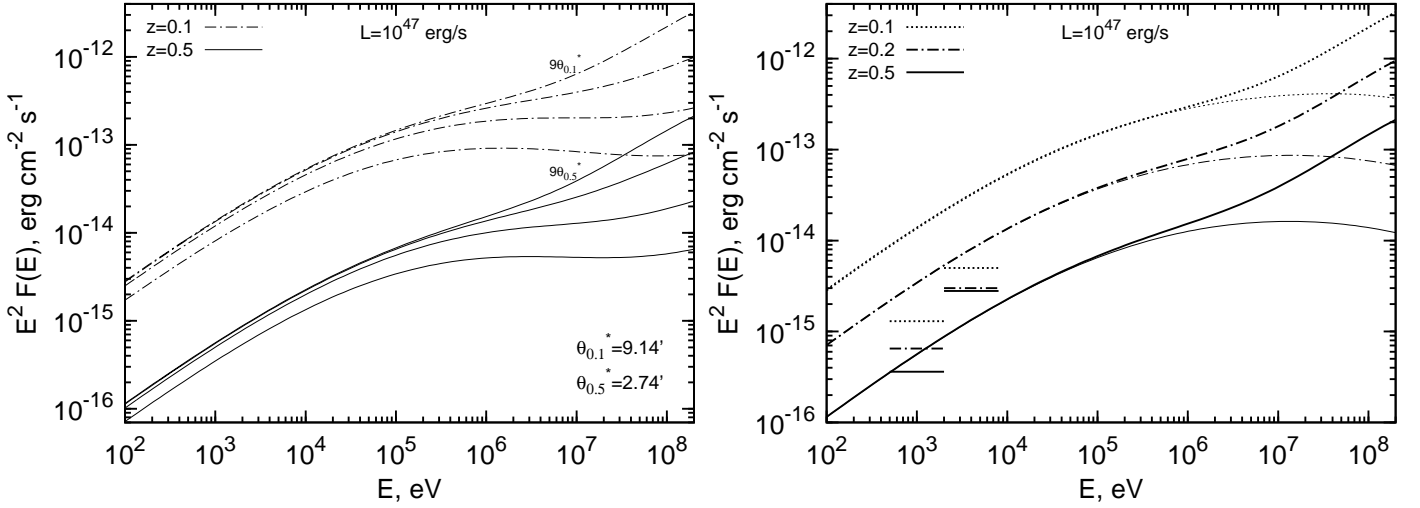 L=10^47 erg/s
z=0.1
z=0.5
9θ0.1*
9θ0.5*
θ0.1*=9.14'
θ0.5*=2.74'
10^-12
10^-13
10^-14
10^-15
10^-16
E^2 F(E), erg cm^-2 s^-1
10^2 10^3 10^4 10^5 10^6 10^7 10^8
E, eV
L=10^47 erg/s
z=0.1
z=0.2
z=0.5
10^-12
10^-13
10^-14
10^-15
10^-16
E^2 F(E), erg cm^-2 s^-1
10^2 10^3 10^4 10^5 10^6 10^7 10^8
E, eV